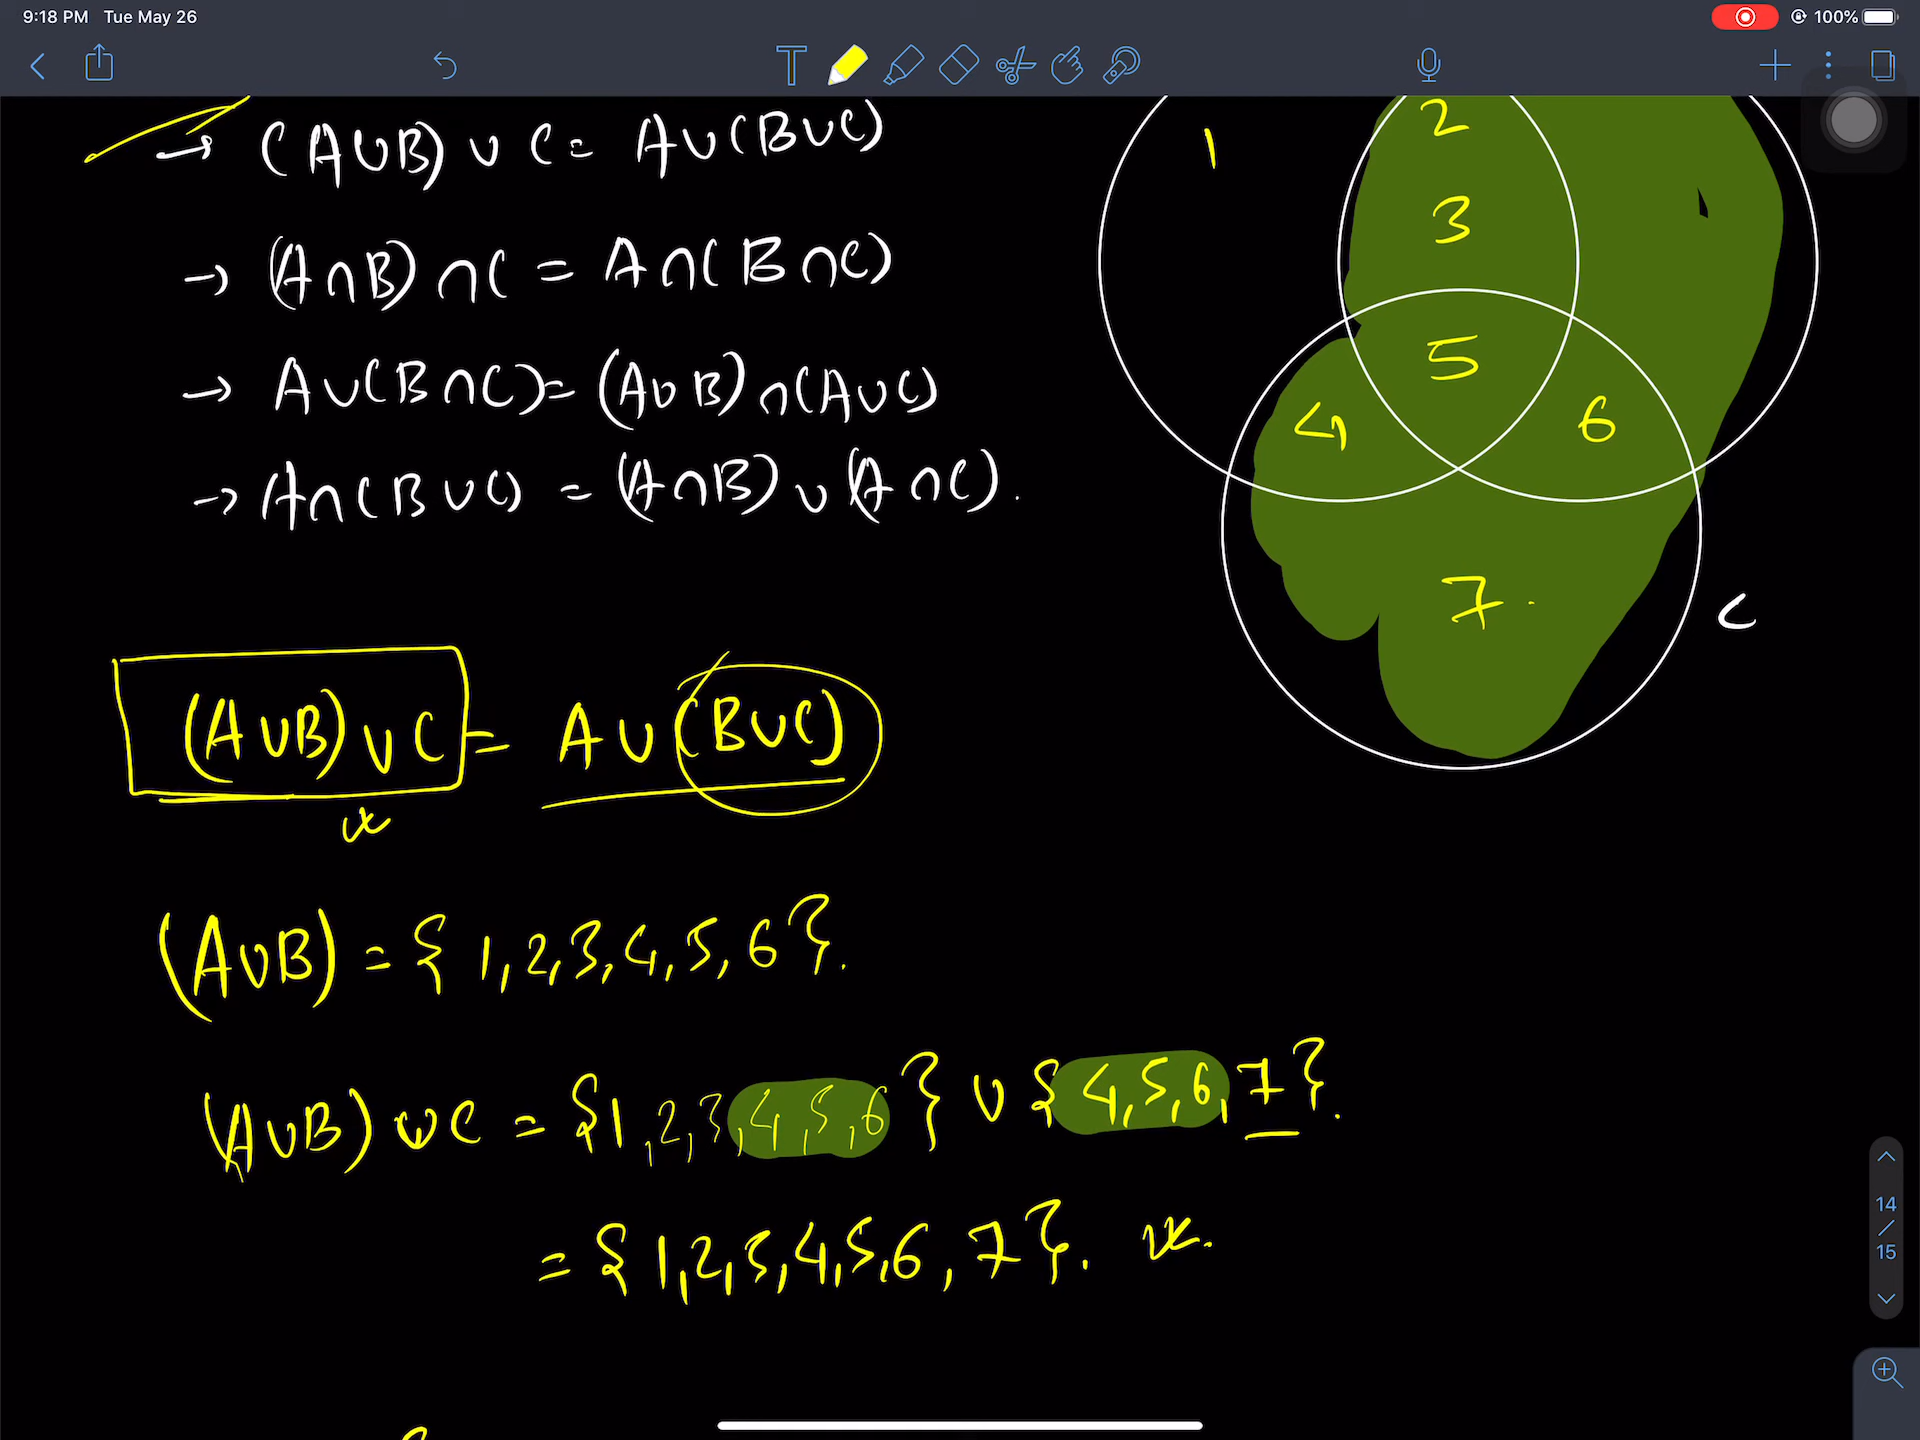 9:18 PM Tue May 26
100%
→ (A∪B) ∪ C = A∪(B∪C)
→ (A∩B)∩C = A∩(B∩C)
→ A∪(B∩C) = (A∪B)∩(A∪C)
→ A∩(B∪C) = (A∩B)∪(A∩C).
1
2
3
5
4
6
7
C
(A∪B)∪C = A∪(B∪C)
(A∪B) = {1,2,3,4,5,6}.
(A∪B)∪C = {1,2,3,4,5,6} ∪ {4,5,6,7}.
= {1,2,3,4,5,6,7}.
14
/
15